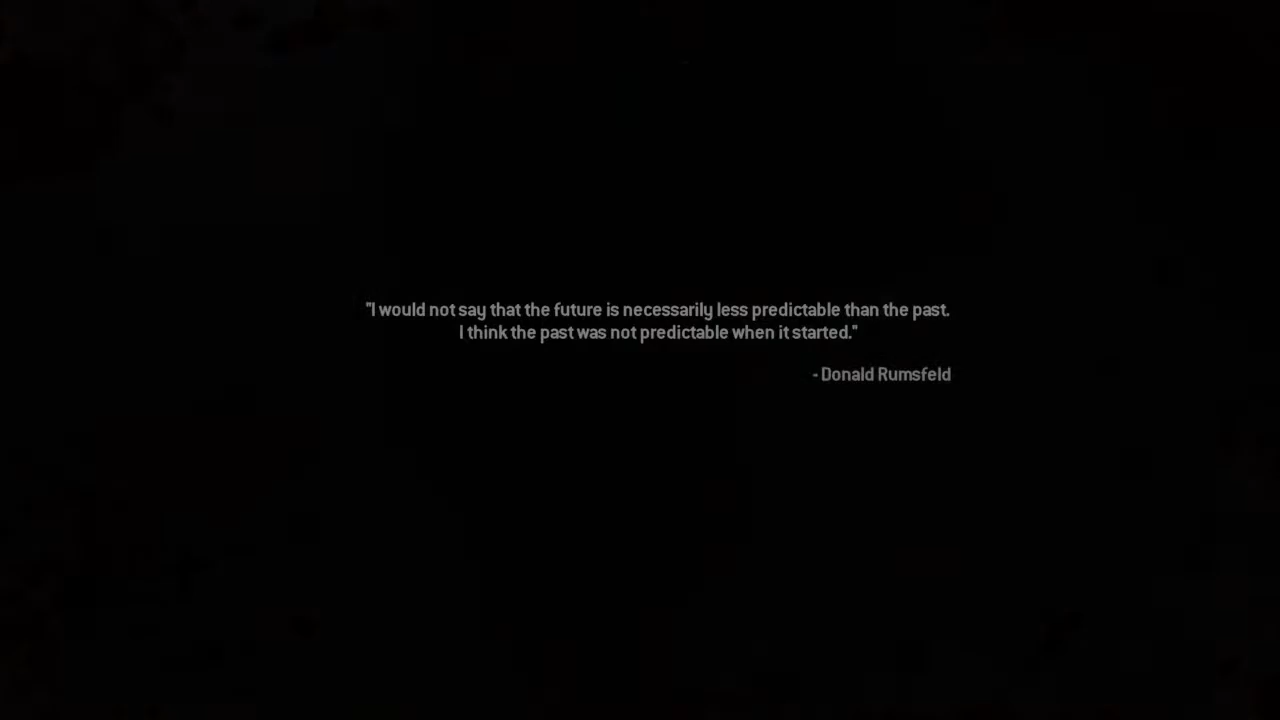 "I would not say that the future is necessarily less predictable than the past.
I think the past was not predictable when it started."
- Donald Rumsfeld